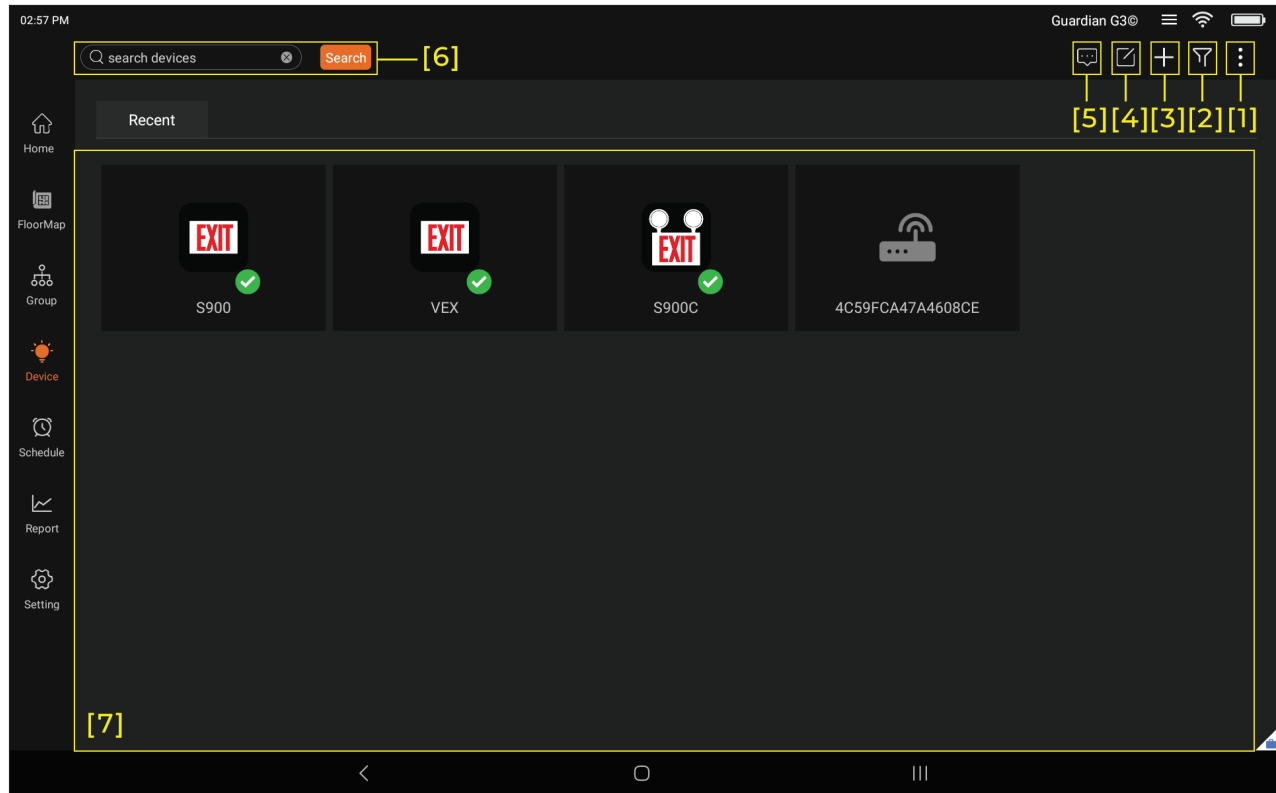 02:57 PM
Guardian G3©
search devices
Search
[6]
[5][4][3][2][1]
Recent
Home
FloorMap
Group
Device
Schedule
Report
Setting
EXIT
S900
EXIT
VEX
EXIT
S900C
4C59FCA47A4608CE
[7]